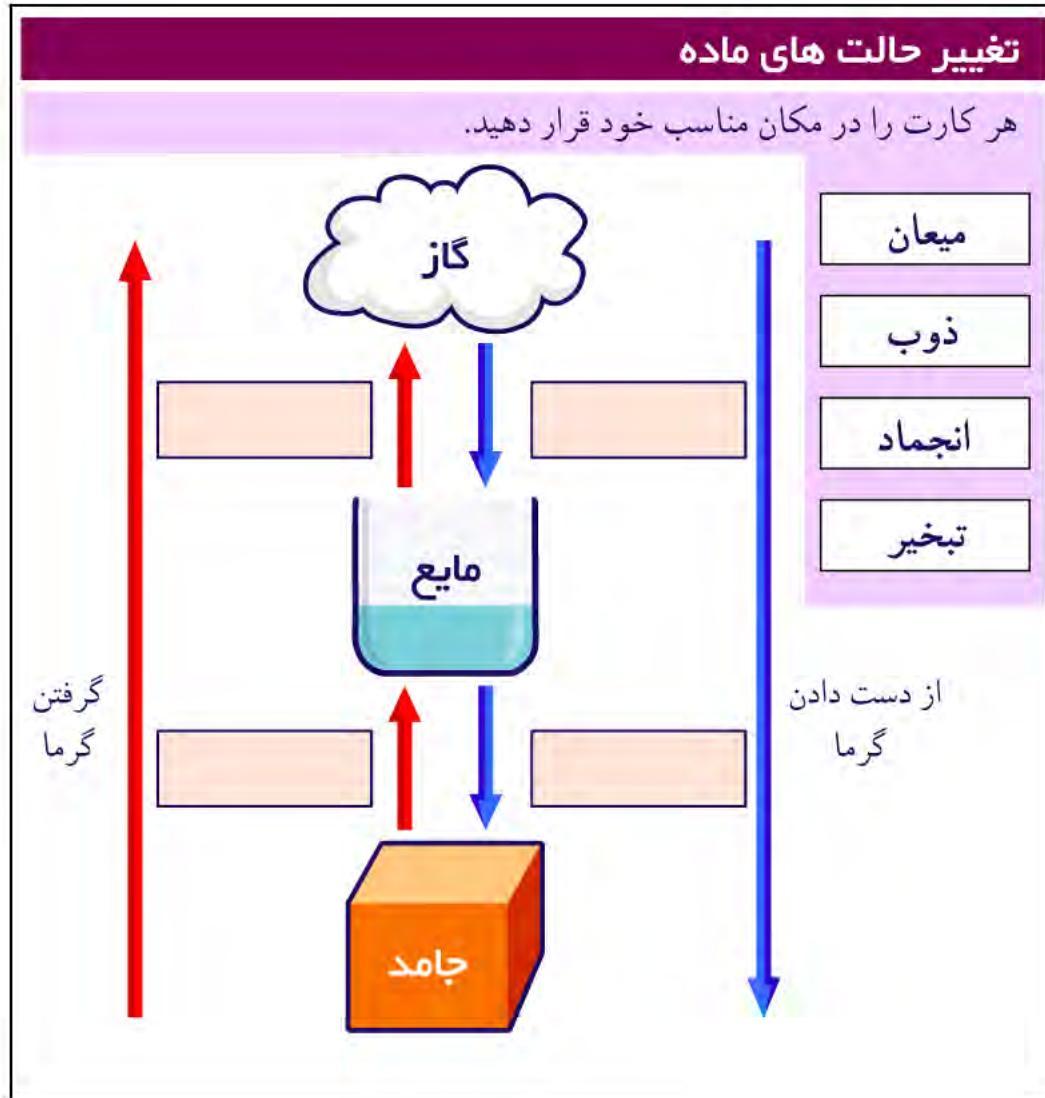 تغییر حالت های ماده
هر کارت را در مکان مناسب خود قرار دهید.
میعان
ذوب
انجماد
تبخیر
گاز
مایع
جامد
از دست دادن
گرما
گرفتن
گرما